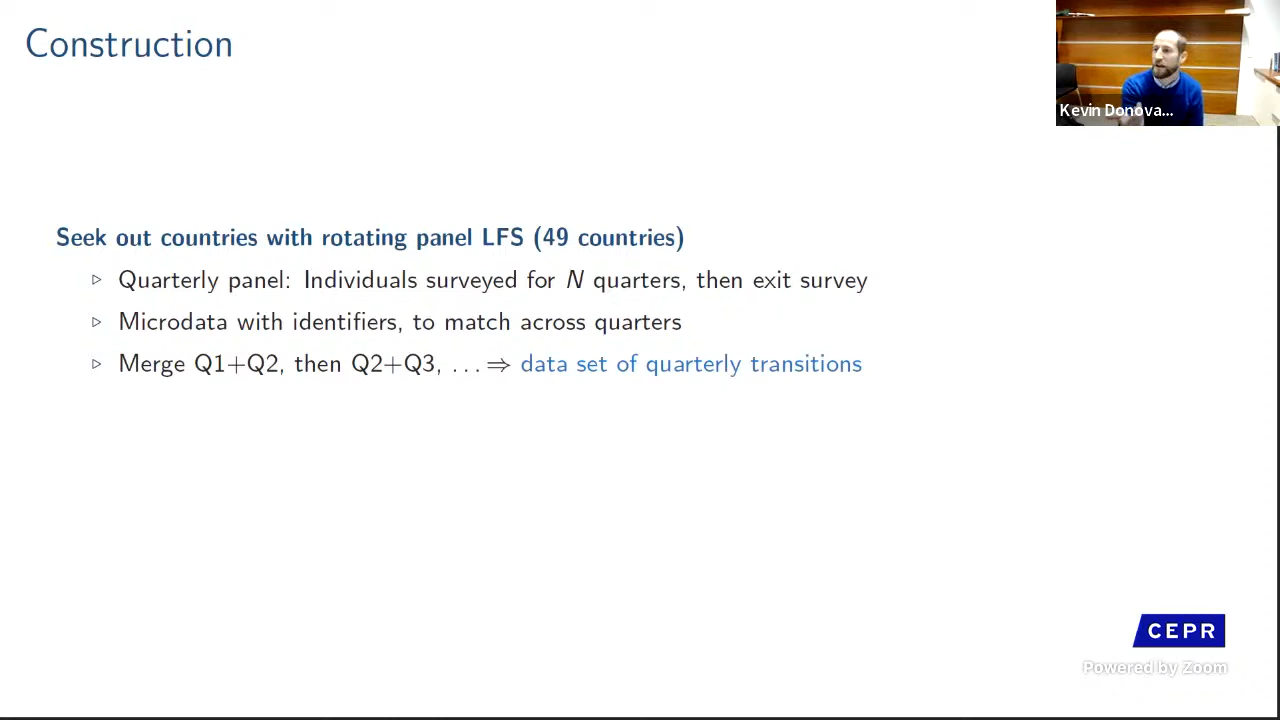 Construction
Kevin Donova...
Seek out countries with rotating panel LFS (49 countries)
▷ Quarterly panel: Individuals surveyed for N quarters, then exit survey
▷ Microdata with identifiers, to match across quarters
▷ Merge Q1+Q2, then Q2+Q3, ... ⇒ data set of quarterly transitions
CEPR
Powered by Zoom